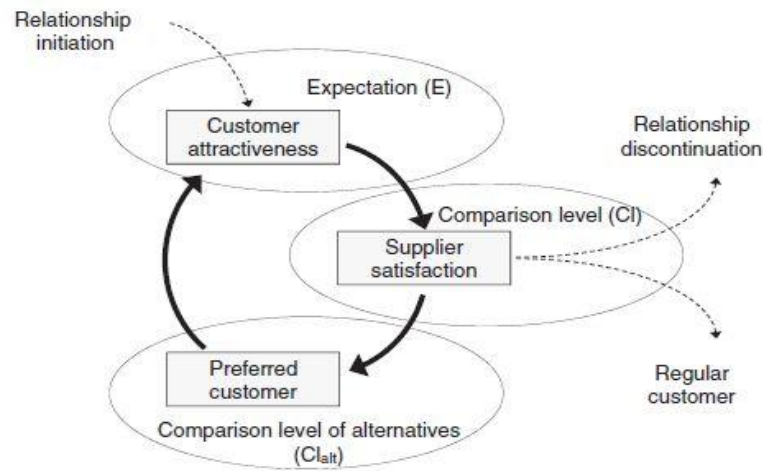 Relationship
initiation
Expectation (E)
Customer
attractiveness
Relationship
discontinuation
Comparison level (Cl)
Supplier
satisfaction
Preferred
customer
Regular
customer
Comparison level of alternatives
(Clalt)